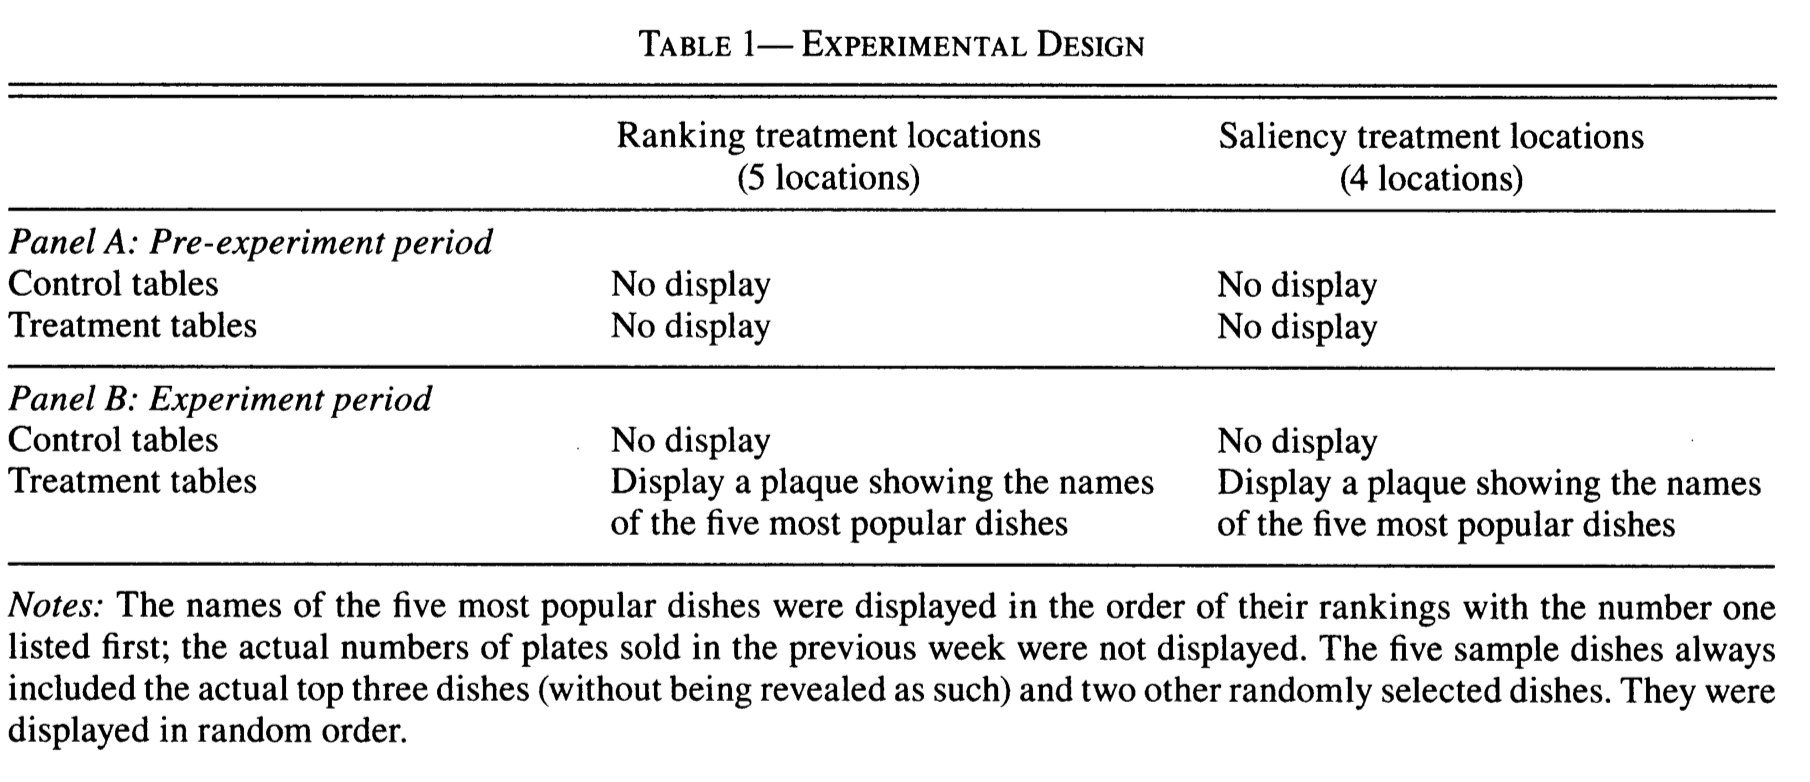 TABLE 1— EXPERIMENTAL DESIGN
Ranking treatment locations
(5 locations)
Saliency treatment locations
(4 locations)
Panel A: Pre-experiment period
Control tables No display No display
Treatment tables No display No display
Panel B: Experiment period
Control tables No display No display
Treatment tables Display a plaque showing the names of the five most popular dishes Display a plaque showing the names of the five most popular dishes
Notes: The names of the five most popular dishes were displayed in the order of their rankings with the number one
listed first; the actual numbers of plates sold in the previous week were not displayed. The five sample dishes always
included the actual top three dishes (without being revealed as such) and two other randomly selected dishes. They were
displayed in random order.